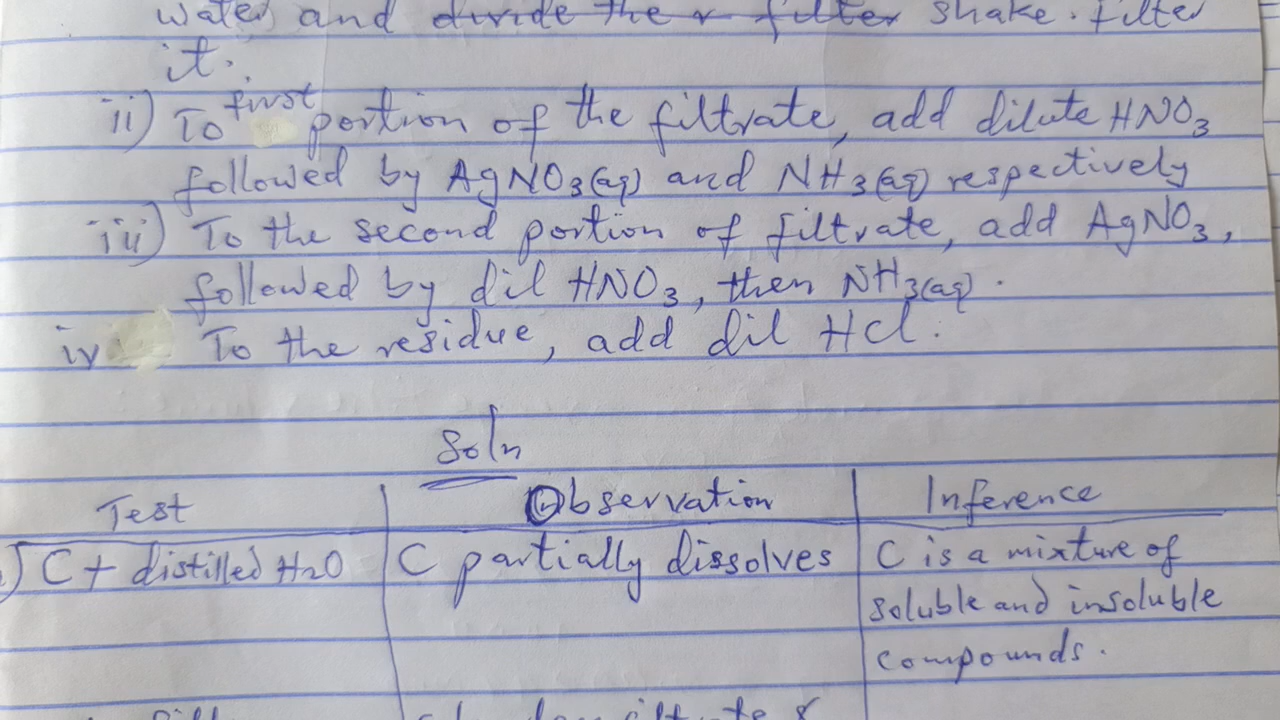 water, and divide the r filter shake. Filter
it.
ii) To first portion of the filtrate, add dilute HNO3
followed by AgNO3(aq) and NH3(aq) respectively
iii) To the second portion of filtrate, add AgNO3,
followed by dil HNO3, then NH3(aq).
iv To the residue, add dil HCl.
Soln
Test Observation Inference
) C + distilled H2O C partially dissolves C is a mixture of
soluble and insoluble
compounds.